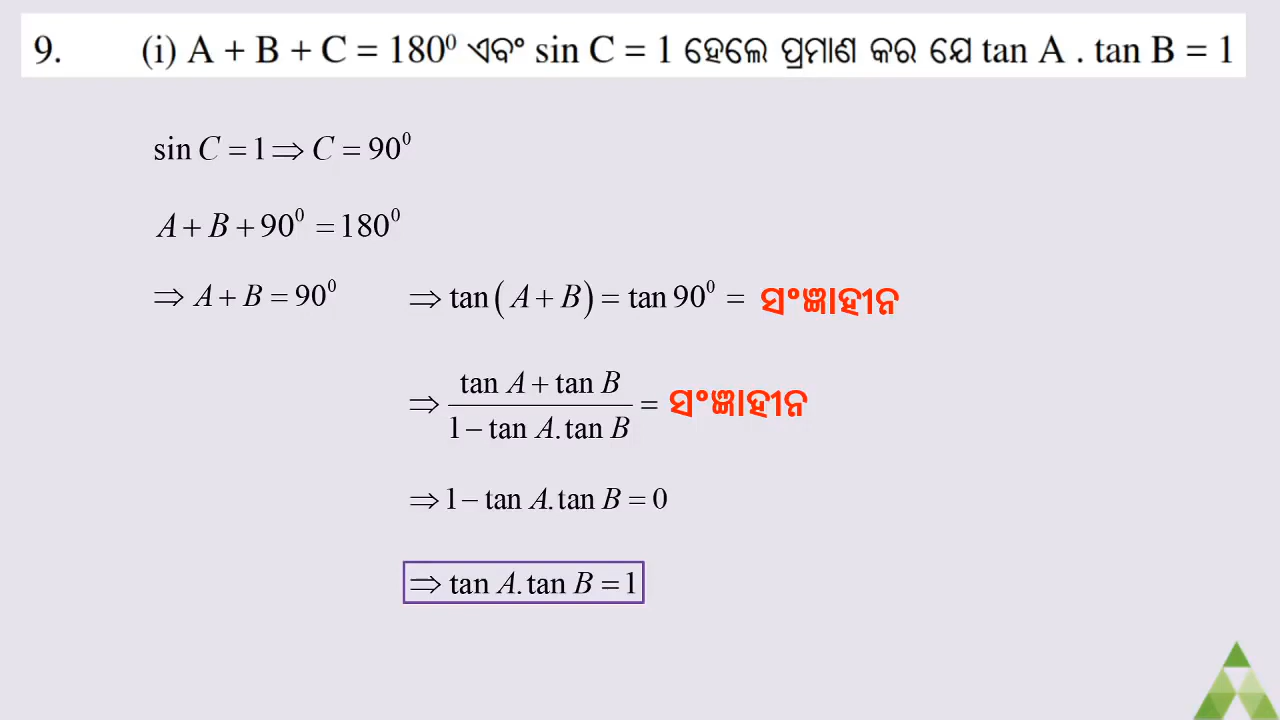 9. (i) A + B + C = 180⁰ ଏବଂ sin C = 1 ହେଲେ ପ୍ରମାଣ କର ଯେ tan A . tan B = 1
sin C = 1 ⇒ C = 90⁰
A + B + 90⁰ = 180⁰
⇒ A + B = 90⁰ ⇒ tan(A + B) = tan 90⁰ = ସଂଜ୍ଞାହୀନ
⇒ (tan A + tan B)/(1 − tan A.tan B) = ସଂଜ୍ଞାହୀନ
⇒ 1 − tan A.tan B = 0
⇒ tan A.tan B = 1